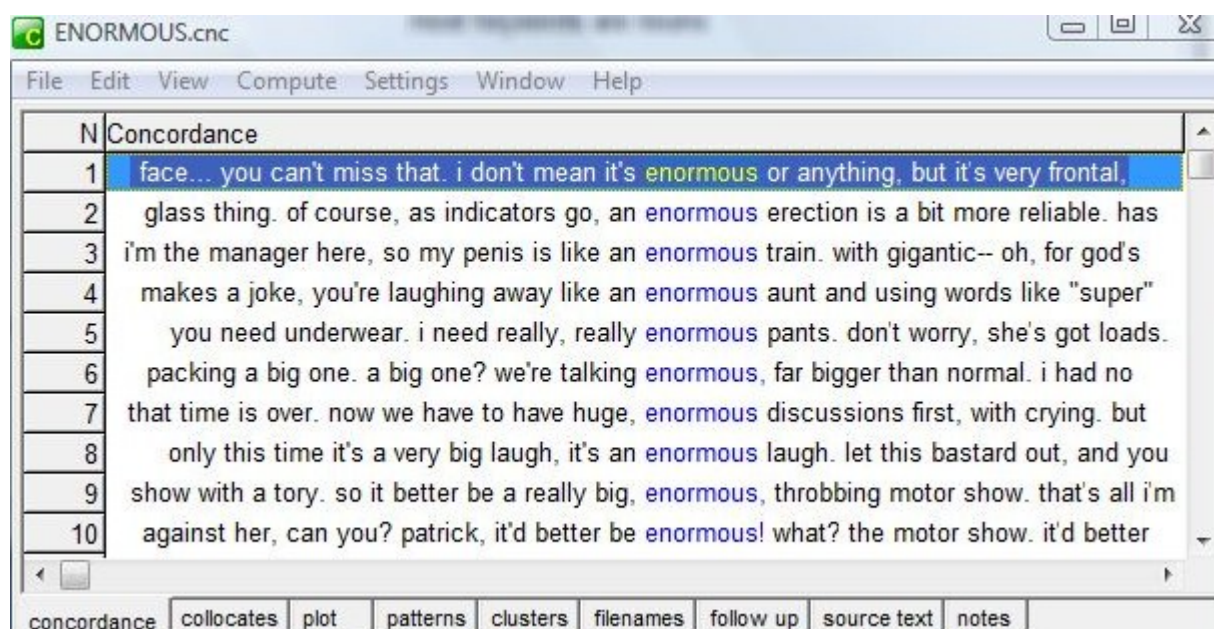 ENORMOUS.cnc
File Edit View Compute Settings Window Help
N Concordance
1 face... you can't miss that. i don't mean it's enormous or anything, but it's very frontal,
2 glass thing. of course, as indicators go, an enormous erection is a bit more reliable. has
3 i'm the manager here, so my penis is like an enormous train. with gigantic-- oh, for god's
4 makes a joke, you're laughing away like an enormous aunt and using words like "super"
5 you need underwear. i need really, really enormous pants. don't worry, she's got loads.
6 packing a big one. a big one? we're talking enormous, far bigger than normal. i had no
7 that time is over. now we have to have huge, enormous discussions first, with crying. but
8 only this time it's a very big laugh, it's an enormous laugh. let this bastard out, and you
9 show with a tory. so it better be a really big, enormous, throbbing motor show. that's all i'm
10 against her, can you? patrick, it'd better be enormous! what? the motor show. it'd better
concordance collocates plot patterns clusters filenames follow up source text notes